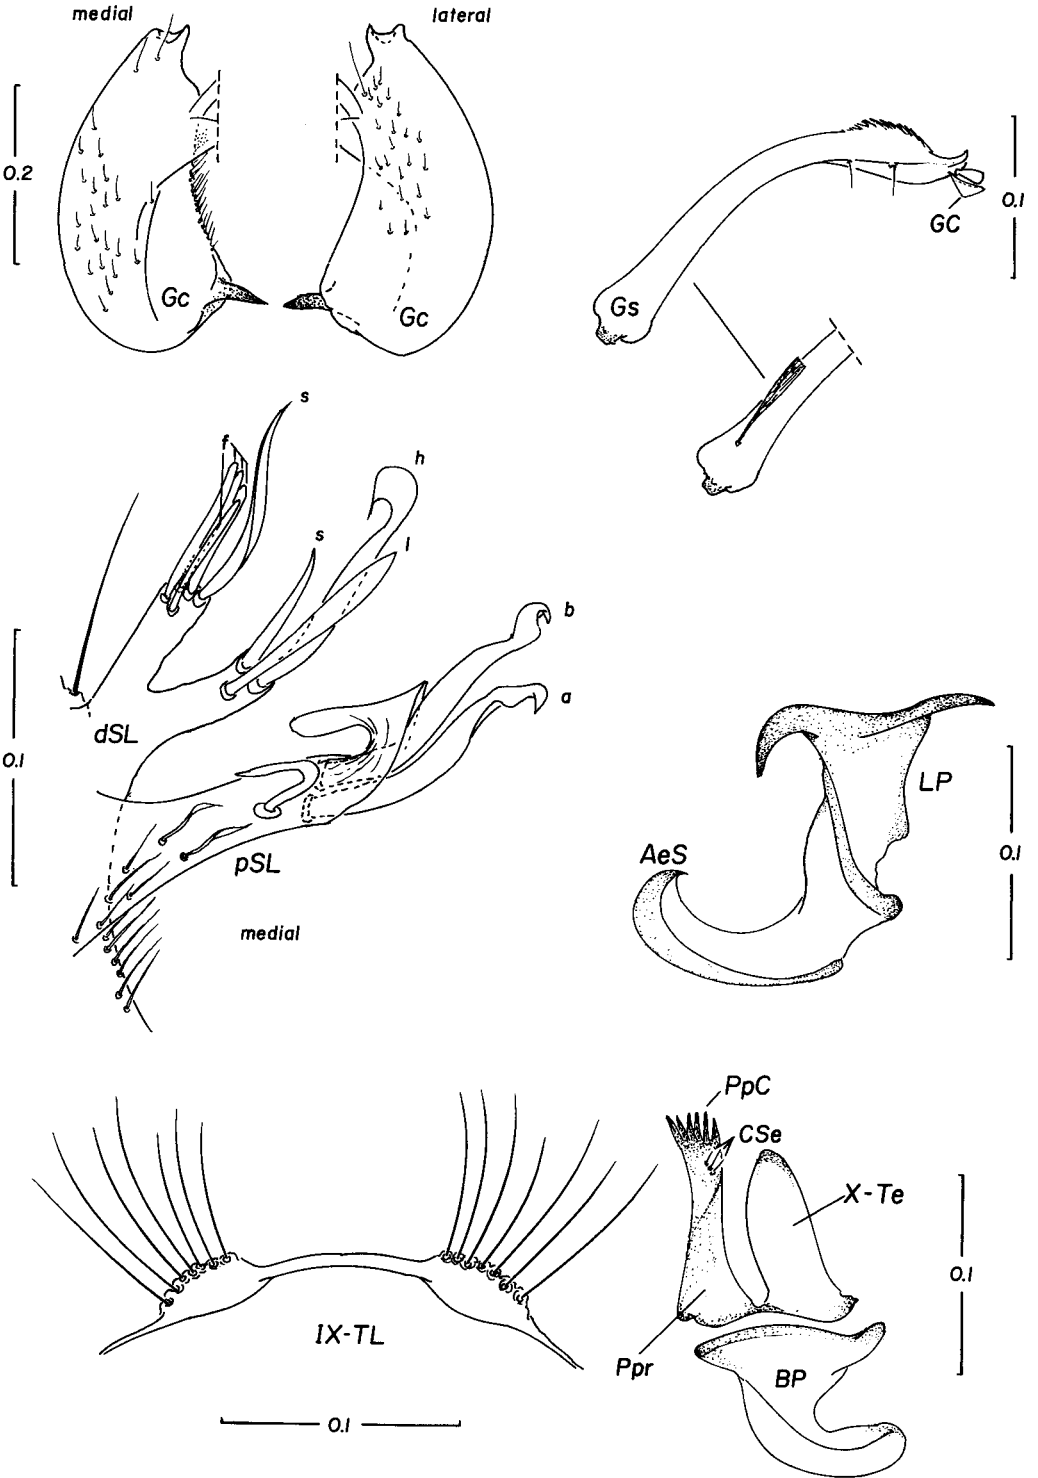 medial
lateral
0.2
Gc
Gc
0.1
GC
Gs
s
f
h
s
l
b
a
dSL
0.1
pSL
medial
LP
AeS
0.1
PpC
CSe
X-Te
0.1
IX-TL
Ppr
BP
0.1